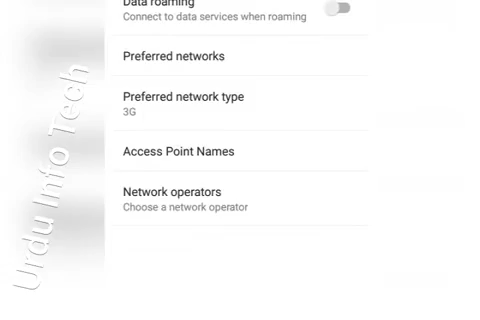 Data roaming
Connect to data services when roaming
Preferred networks
Preferred network type
3G
Access Point Names
Network operators
Choose a network operator
Urdu Info Tech